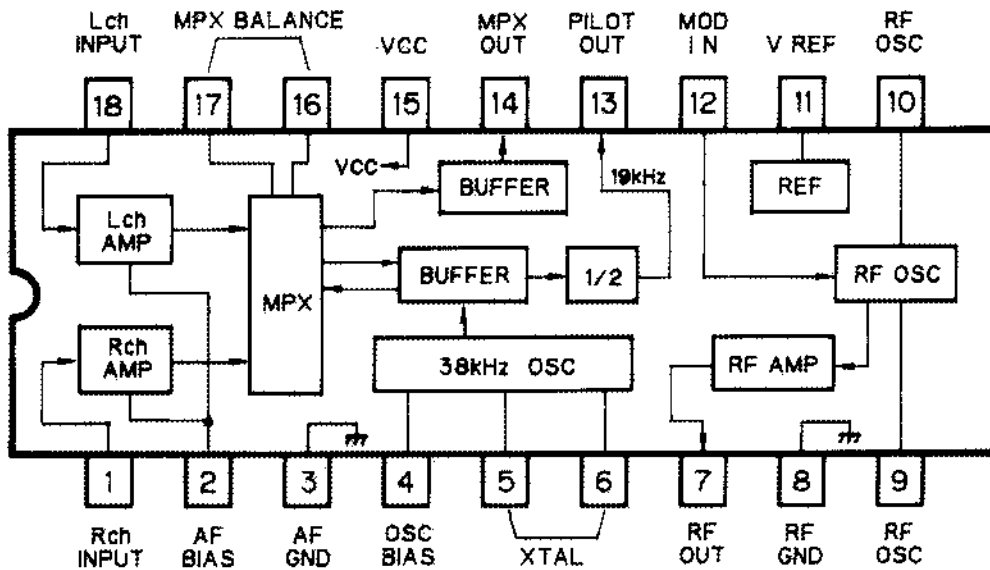 Lch INPUT
MPX BALANCE
VCC
MPX OUT
PILOT OUT
MOD IN
V REF
RF OSC
18
17
16
15
14
13
12
11
10
VCC
19kHz
BUFFER
REF
Lch AMP
MPX
BUFFER
1/2
RF OSC
Rch AMP
38kHz OSC
RF AMP
1
2
3
4
5
6
7
8
9
Rch INPUT
AF BIAS
AF GND
OSC BIAS
XTAL
RF OUT
RF GND
RF OSC